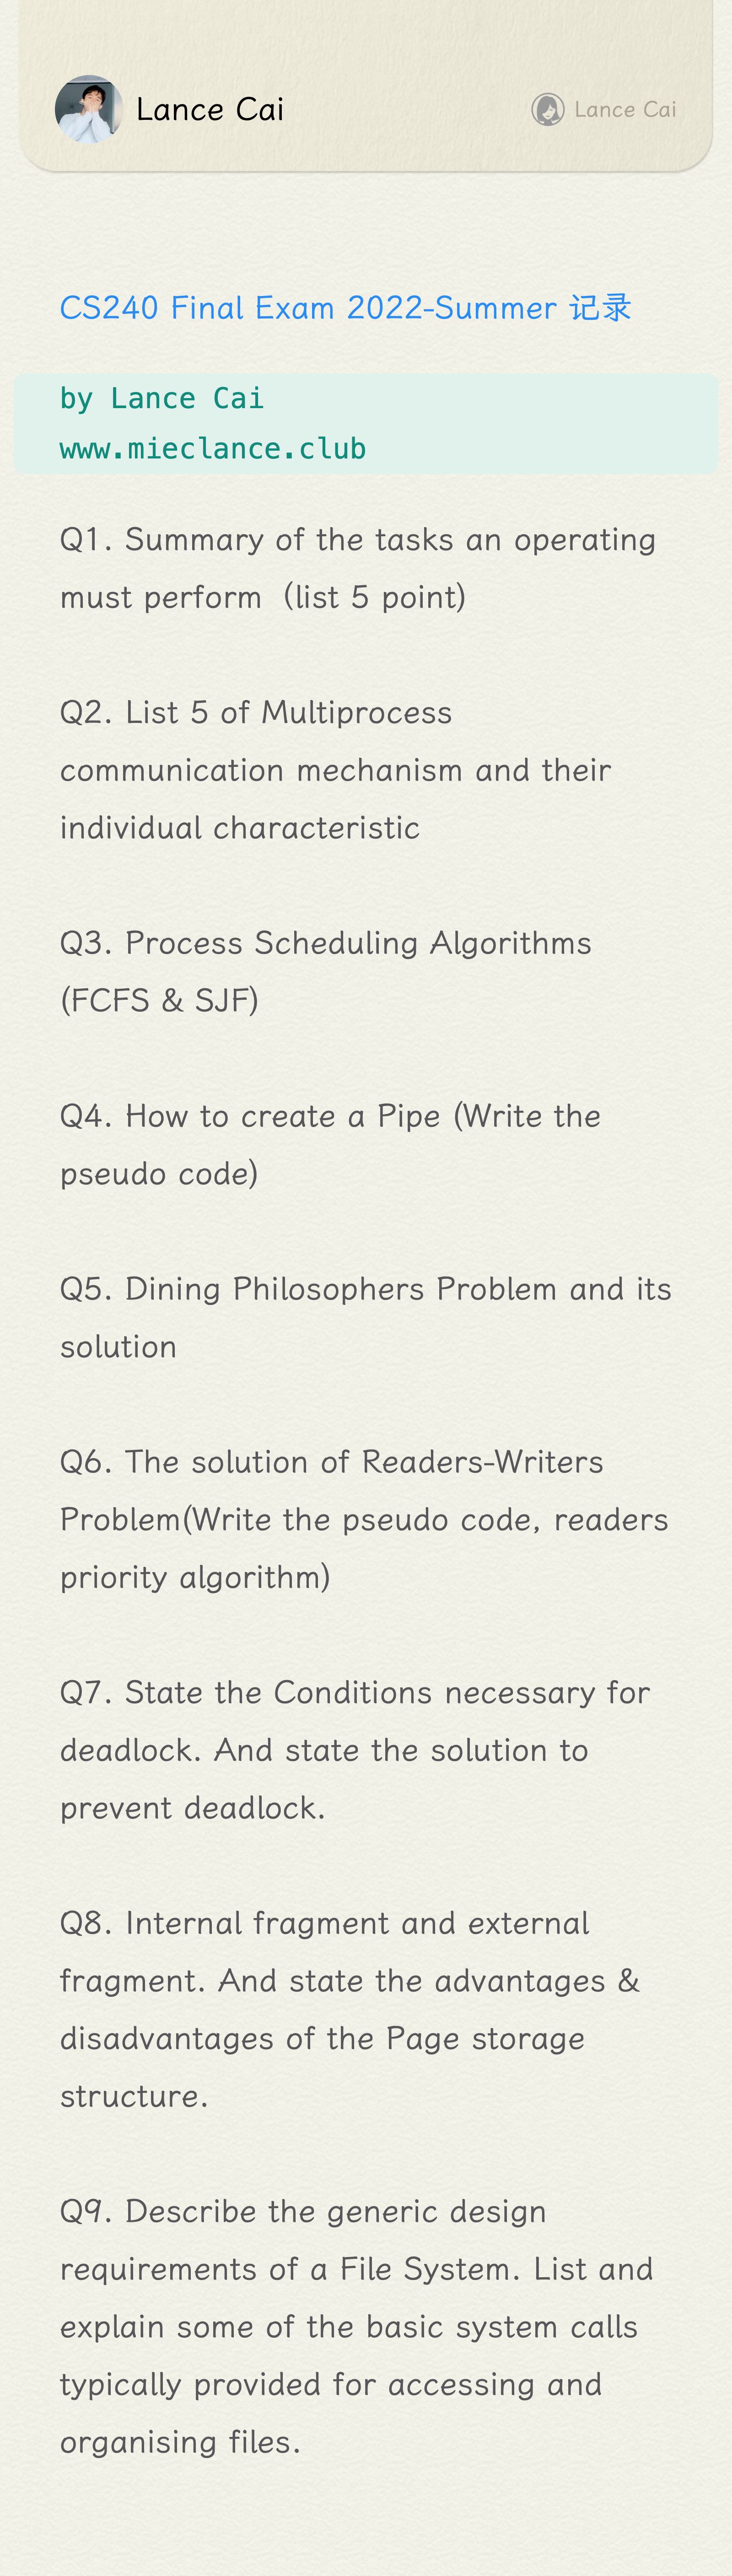 Lance Cai
Lance Cai
CS240 Final Exam 2022-Summer 记录
by Lance Cai
www.mieclance.club
Q1. Summary of the tasks an operating
must perform（list 5 point)
Q2. List 5 of Multiprocess
communication mechanism and their
individual characteristic
Q3. Process Scheduling Algorithms
(FCFS & SJF)
Q4. How to create a Pipe (Write the
pseudo code)
Q5. Dining Philosophers Problem and its
solution
Q6. The solution of Readers-Writers
Problem(Write the pseudo code, readers
priority algorithm)
Q7. State the Conditions necessary for
deadlock. And state the solution to
prevent deadlock.
Q8. Internal fragment and external
fragment. And state the advantages &
disadvantages of the Page storage
structure.
Q9. Describe the generic design
requirements of a File System. List and
explain some of the basic system calls
typically provided for accessing and
organising files.